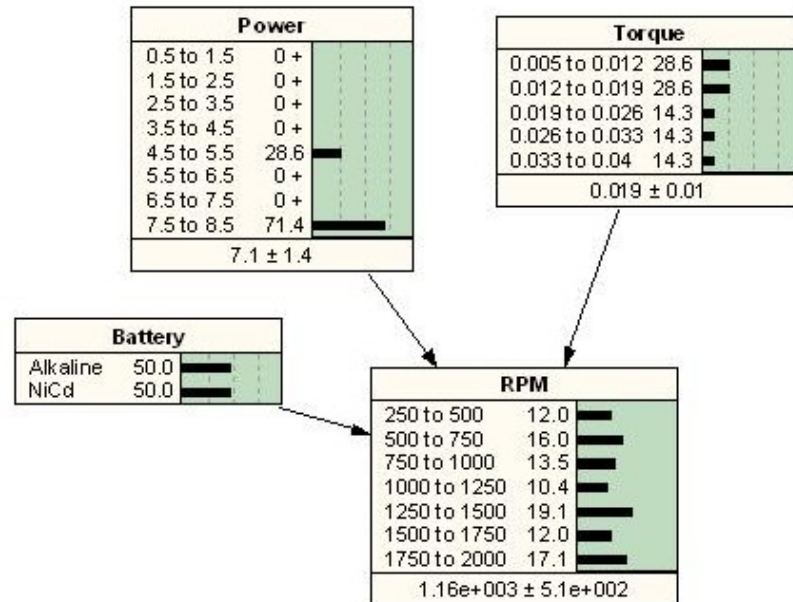 Power
0.5 to 1.5 0 +
1.5 to 2.5 0 +
2.5 to 3.5 0 +
3.5 to 4.5 0 +
4.5 to 5.5 28.6
5.5 to 6.5 0 +
6.5 to 7.5 0 +
7.5 to 8.5 71.4
7.1 ± 1.4
Torque
0.005 to 0.012 28.6
0.012 to 0.019 28.6
0.019 to 0.026 14.3
0.026 to 0.033 14.3
0.033 to 0.04 14.3
0.019 ± 0.01
Battery
Alkaline 50.0
NiCd 50.0
RPM
250 to 500 12.0
500 to 750 16.0
750 to 1000 13.5
1000 to 1250 10.4
1250 to 1500 19.1
1500 to 1750 12.0
1750 to 2000 17.1
1.16e+003 ± 5.1e+002